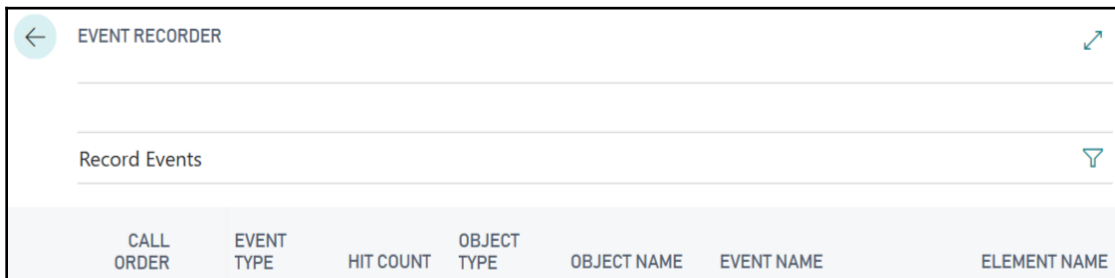 EVENT RECORDER
Record Events
CALL ORDER EVENT TYPE HIT COUNT OBJECT TYPE OBJECT NAME EVENT NAME ELEMENT NAME